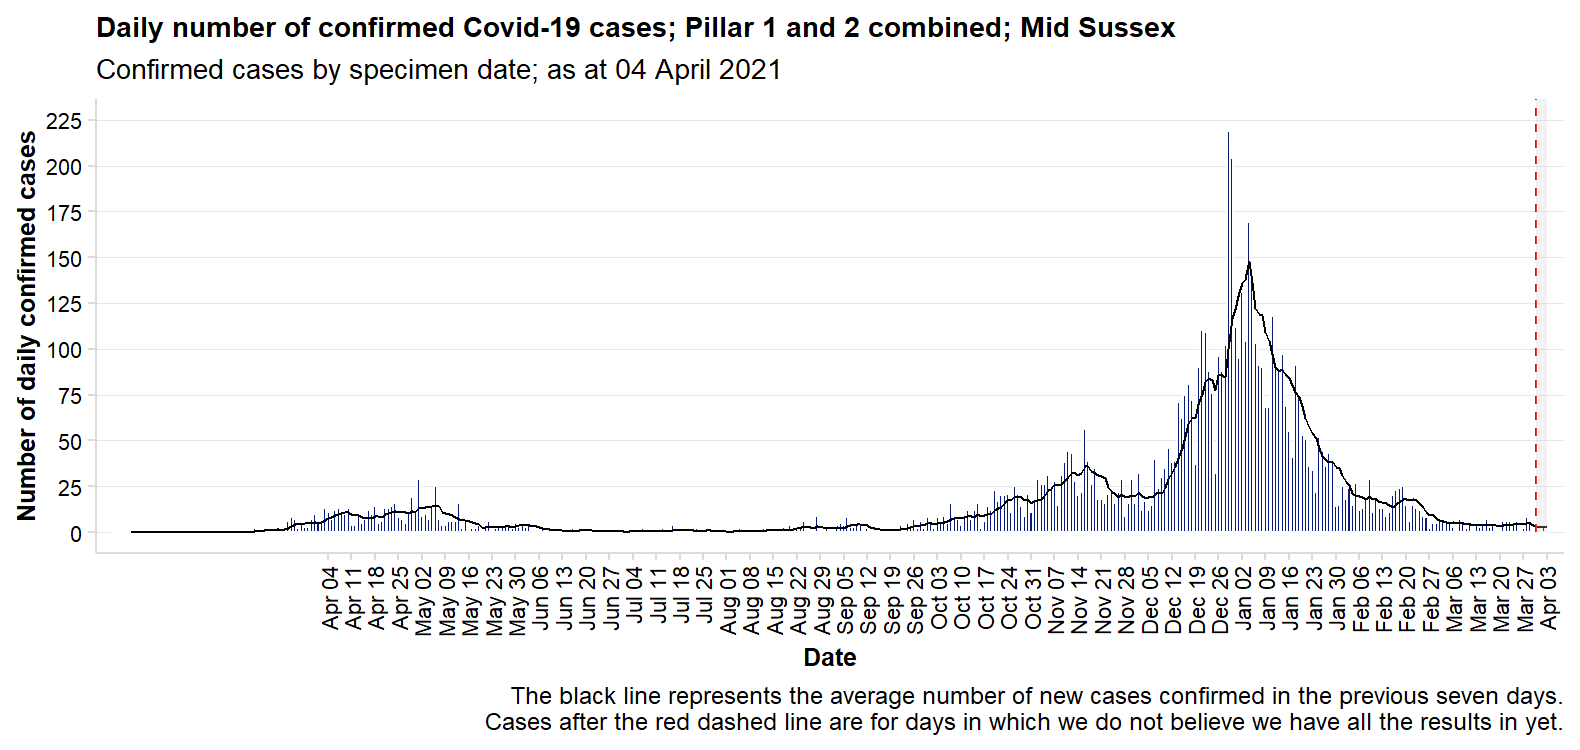 Daily number of confirmed Covid-19 cases; Pillar 1 and 2 combined; Mid Sussex
Confirmed cases by specimen date; as at 04 April 2021
Number of daily confirmed cases
225
200
175
150
125
100
75
50
25
0
Apr 04
Apr 11
Apr 18
Apr 25
May 02
May 09
May 16
May 23
May 30
Jun 06
Jun 13
Jun 20
Jun 27
Jul 04
Jul 11
Jul 18
Jul 25
Aug 01
Aug 08
Aug 15
Aug 22
Aug 29
Sep 05
Sep 12
Sep 19
Sep 26
Oct 03
Oct 10
Oct 17
Oct 24
Oct 31
Nov 07
Nov 14
Nov 21
Nov 28
Dec 05
Dec 12
Dec 19
Dec 26
Jan 02
Jan 09
Jan 16
Jan 23
Jan 30
Feb 06
Feb 13
Feb 20
Feb 27
Mar 06
Mar 13
Mar 20
Mar 27
Apr 03
Date
The black line represents the average number of new cases confirmed in the previous seven days.
Cases after the red dashed line are for days in which we do not believe we have all the results in yet.